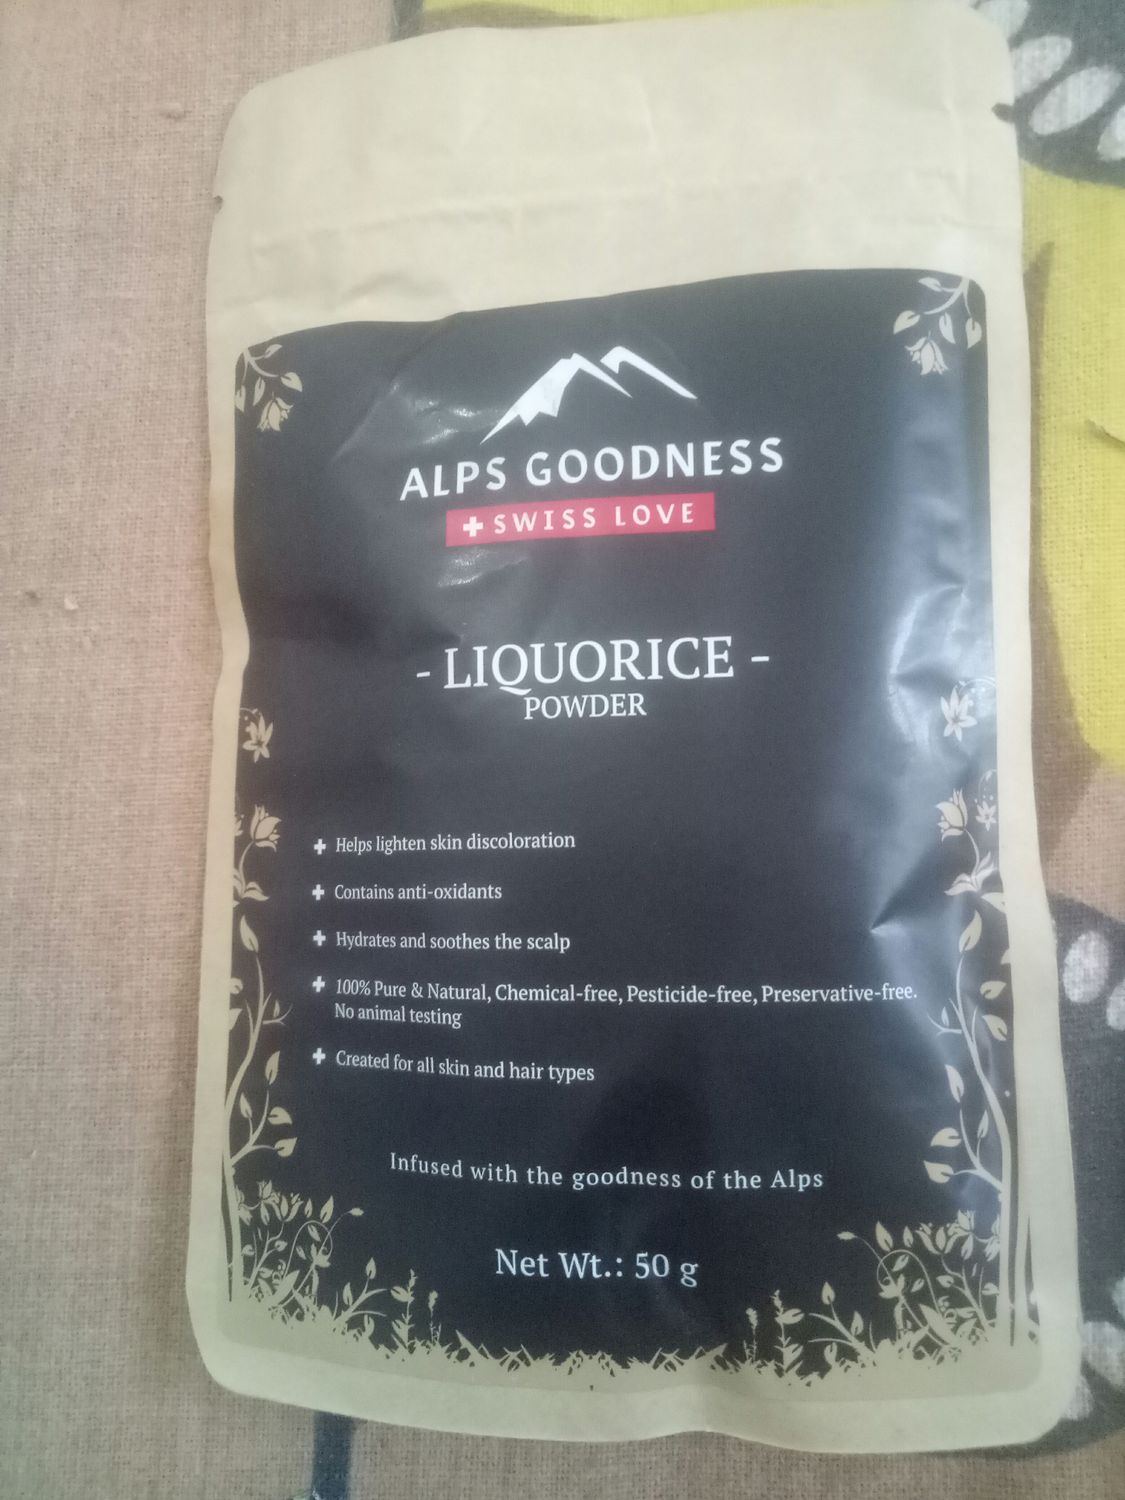 ALPS GOODNESS
SWISS LOVE
- LIQUORICE -
POWDER
Helps lighten skin discoloration
Contains anti-oxidants
Hydrates and soothes the scalp
100% Pure & Natural, Chemical-free, Pesticide-free, Preservative-free.
No animal testing
Created for all skin and hair types
Infused with the goodness of the Alps
Net Wt.: 50 g